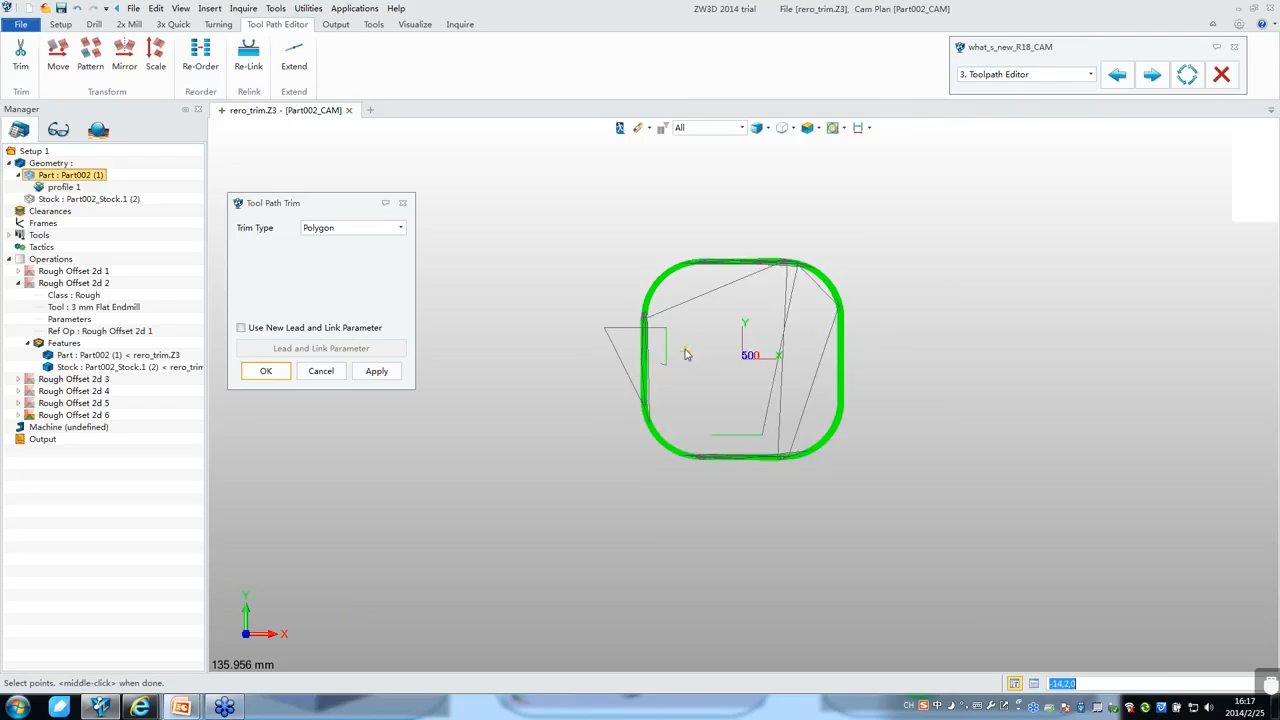 File Edit View Insert Inquire Tools Utilities Applications Help
ZW3D 2014 trial File [rero_trim.Z3], Cam Plan [Part002_CAM]
File Setup Drill 2x Mill 3x Quick Turning Tool Path Editor Output Tools Visualize Inquire
Trim Move Pattern Mirror Scale Re-Order Re-Link Extend
Trim Transform Reorder Relink Extend
what_s_new_R18_CAM
3. Toolpath Editor
Manager
rero_trim.Z3 - [Part002_CAM]
All
Setup 1
Geometry :
Part : Part002 (1)
profile 1
Stock : Part002_Stock.1 (2)
Clearances
Frames
Tools
Tactics
Operations
Rough Offset 2d 1
Rough Offset 2d 2
Class : Rough
Tool : 3 mm Flat Endmill
Parameters
Ref Op : Rough Offset 2d 1
Features
Part : Part002 (1) < rero_trim.Z3
Stock : Part002_Stock.1 (2) < rero_trim
Rough Offset 2d 3
Rough Offset 2d 4
Rough Offset 2d 5
Rough Offset 2d 6
Machine (undefined)
Output
Tool Path Trim
Trim Type Polygon
Use New Lead and Link Parameter
Lead and Link Parameter
OK Cancel Apply
Y
500 X
Y
X
135.956 mm
Select points. <middle-click> when done.
-14,2,0
CH
16:17
2014/2/25